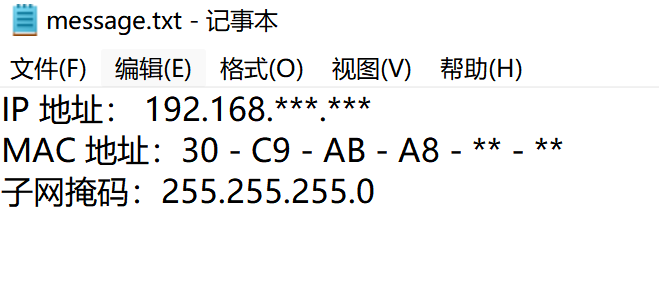 message.txt - 记事本
文件(F) 编辑(E) 格式(O) 视图(V) 帮助(H)
IP 地址： 192.168.***.***
MAC 地址：30 - C9 - AB - A8 - ** - **
子网掩码：255.255.255.0